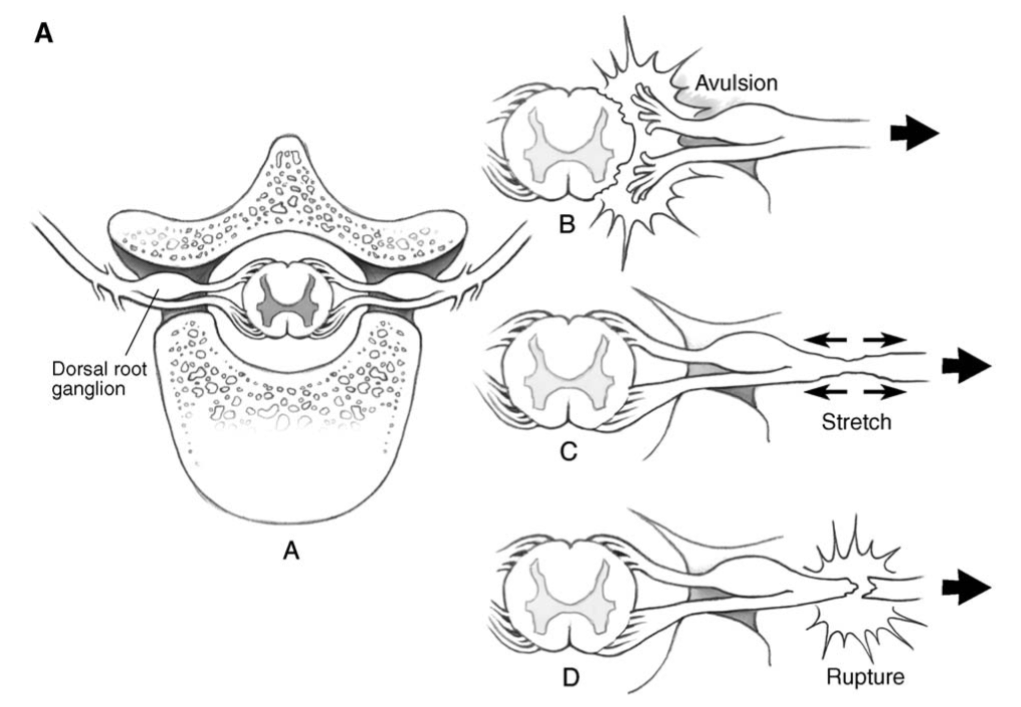 A
Avulsion
B
Dorsal root
ganglion
Stretch
C
A
D
Rupture